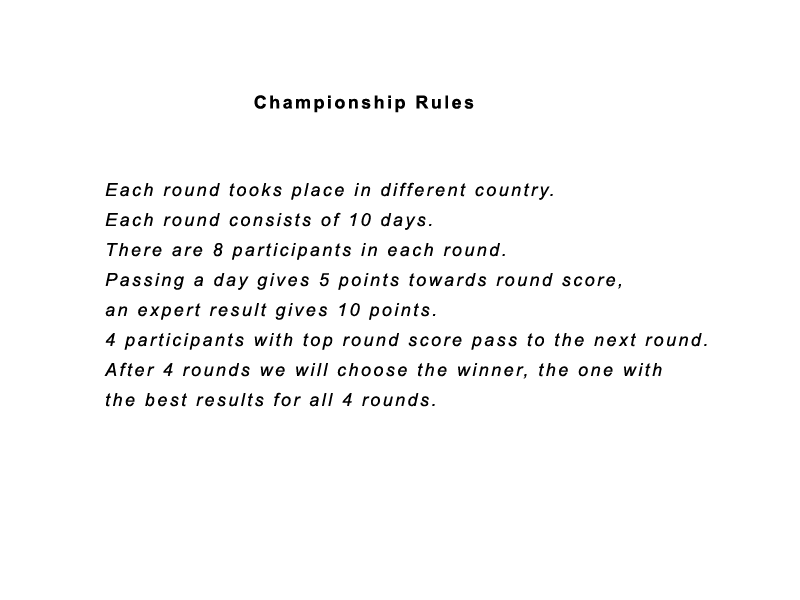 Championship Rules
Each round tooks place in different country.
Each round consists of 10 days.
There are 8 participants in each round.
Passing a day gives 5 points towards round score,
an expert result gives 10 points.
4 participants with top round score pass to the next round.
After 4 rounds we will choose the winner, the one with
the best results for all 4 rounds.